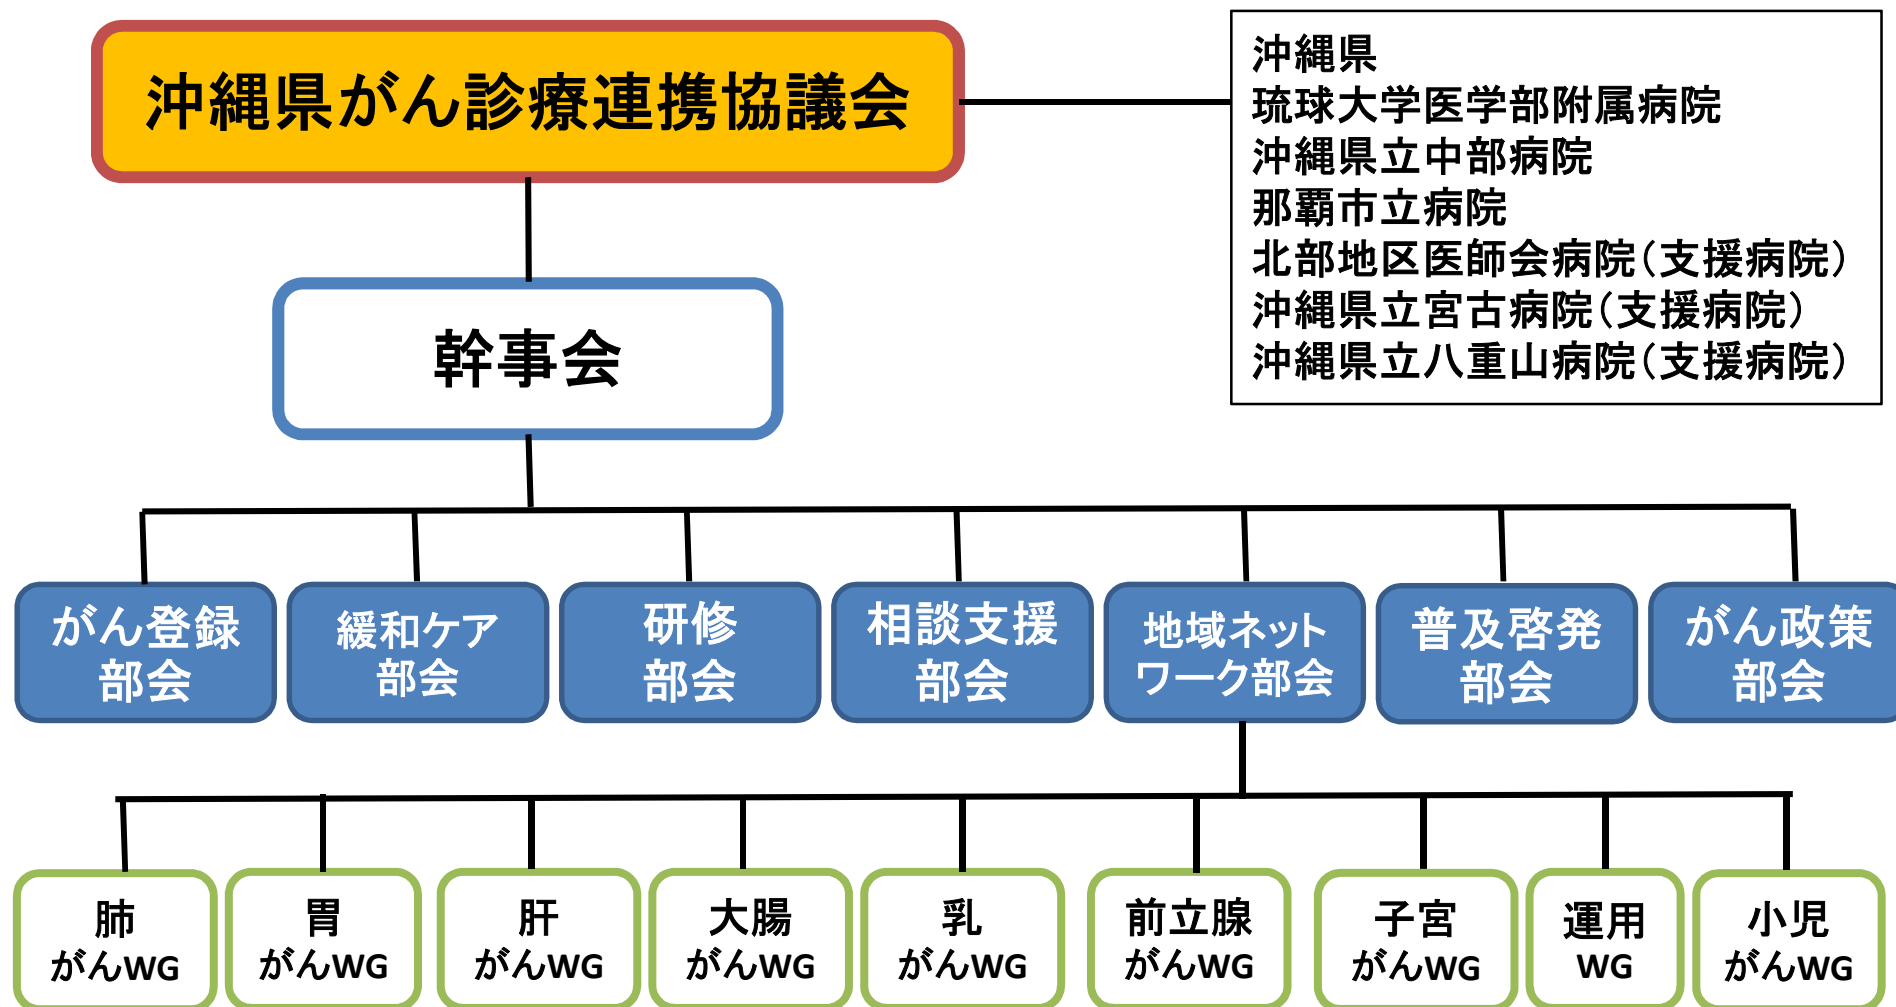 沖縄県がん診療連携協議会
沖縄県
琉球大学医学部附属病院
沖縄県立中部病院
那覇市立病院
北部地区医師会病院(支援病院)
沖縄県立宮古病院(支援病院)
沖縄県立八重山病院(支援病院)
幹事会
がん登録
部会
緩和ケア
部会
研修
部会
相談支援
部会
地域ネット
ワーク部会
普及啓発
部会
がん政策
部会
肺
がんWG
胃
がんWG
肝
がんWG
大腸
がんWG
乳
がんWG
前立腺
がんWG
子宮
がんWG
運用
WG
小児
がんWG